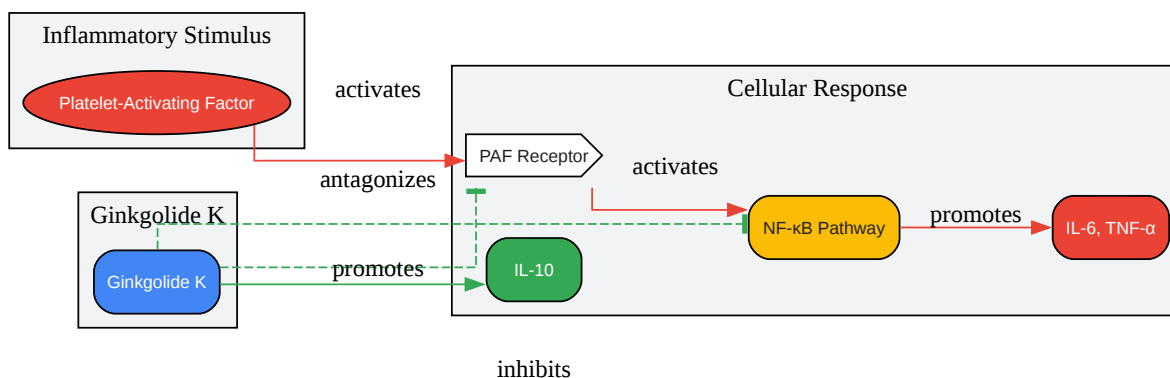 Inflammatory Stimulus
Platelet-Activating Factor
activates
Cellular Response
PAF Receptor
activates
antagonizes
Ginkgolide K
NF-κB Pathway
promotes
IL-6, TNF-α
Ginkgolide K
promotes
IL-10
inhibits